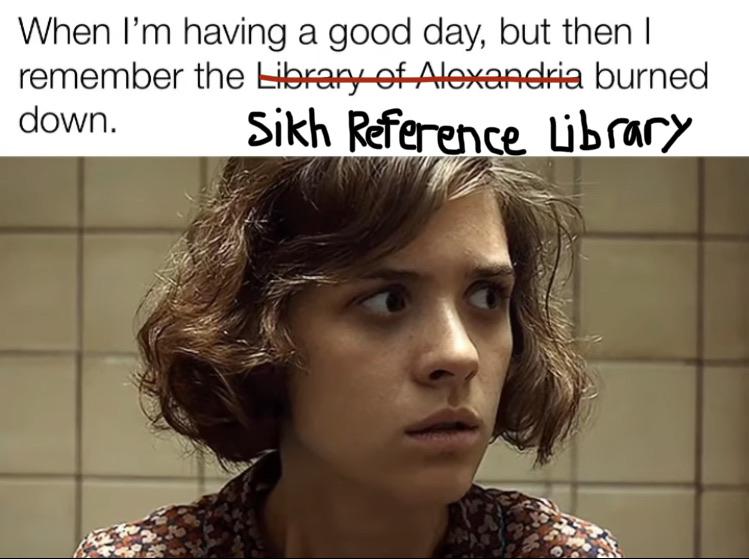 When I'm having a good day, but then I
remember the Library of Alexandria burned
down.
Sikh Reference Library